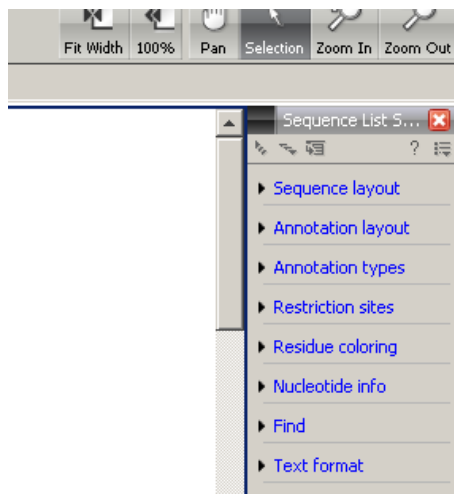 Fit Width 100% Pan Selection Zoom In Zoom Out
Sequence List S...
?
Sequence layout
Annotation layout
Annotation types
Restriction sites
Residue coloring
Nucleotide info
Find
Text format